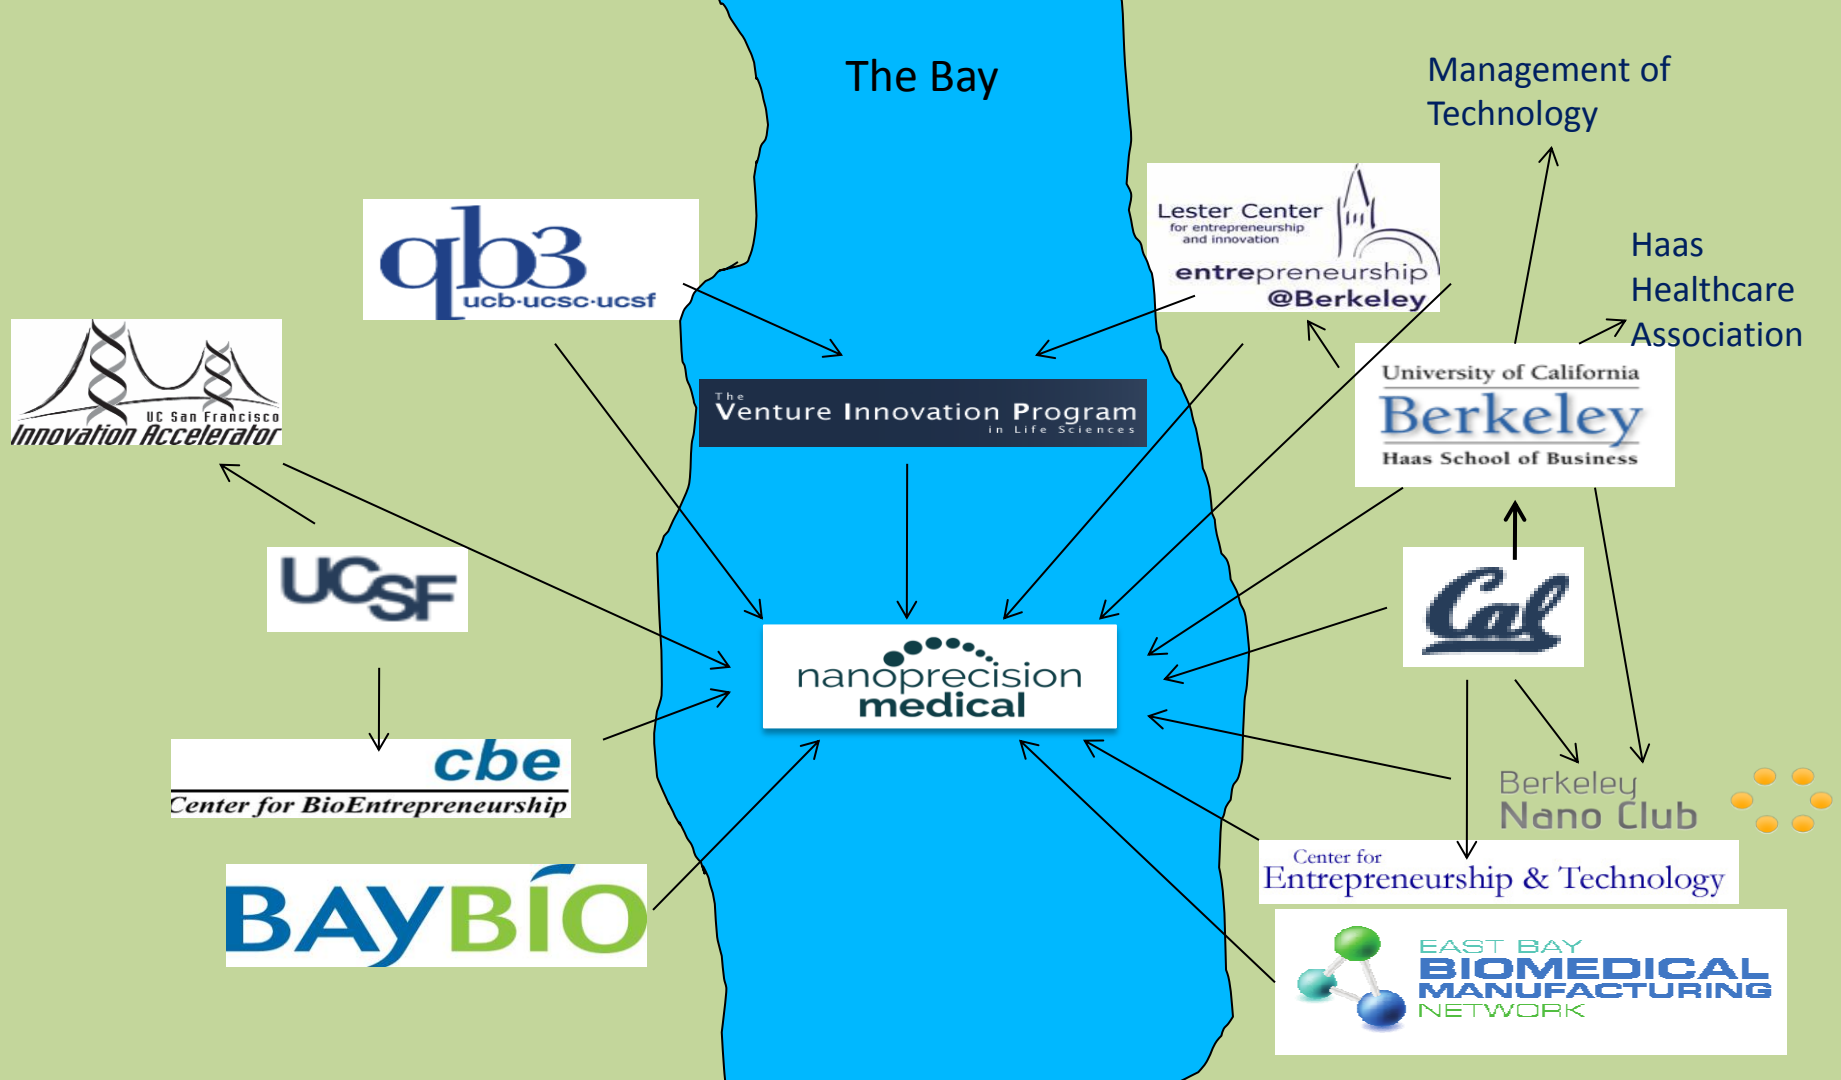 The Bay
Management of
Technology
Lester Center
for entrepreneurship
and innovation
entrepreneurship
@Berkeley
Haas
Healthcare
Association
qb3
ucb·ucsc·ucsf
UC San Francisco
Innovation Accelerator
The
Venture Innovation Program
in Life Sciences
University of California
Berkeley
Haas School of Business
UCSF
Cal
nanoprecision
medical
cbe
Center for BioEntrepreneurship
Berkeley
Nano Club
Center for
Entrepreneurship & Technology
BAYBIO
EAST BAY
BIOMEDICAL
MANUFACTURING
NETWORK